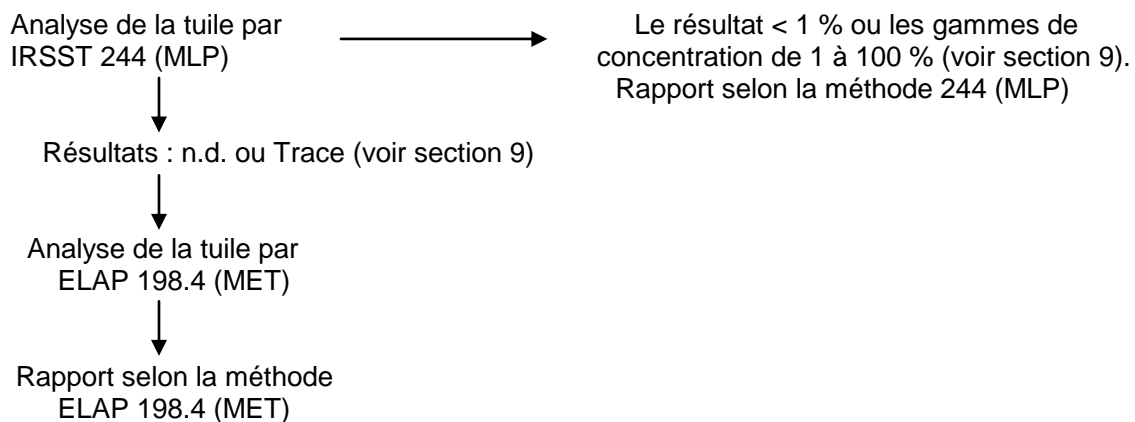 Analyse de la tuile par
IRSST 244 (MLP)
Le résultat < 1 % ou les gammes de
concentration de 1 à 100 % (voir section 9).
Rapport selon la méthode 244 (MLP)
Résultats : n.d. ou Trace (voir section 9)
Analyse de la tuile par
ELAP 198.4 (MET)
Rapport selon la méthode
ELAP 198.4 (MET)